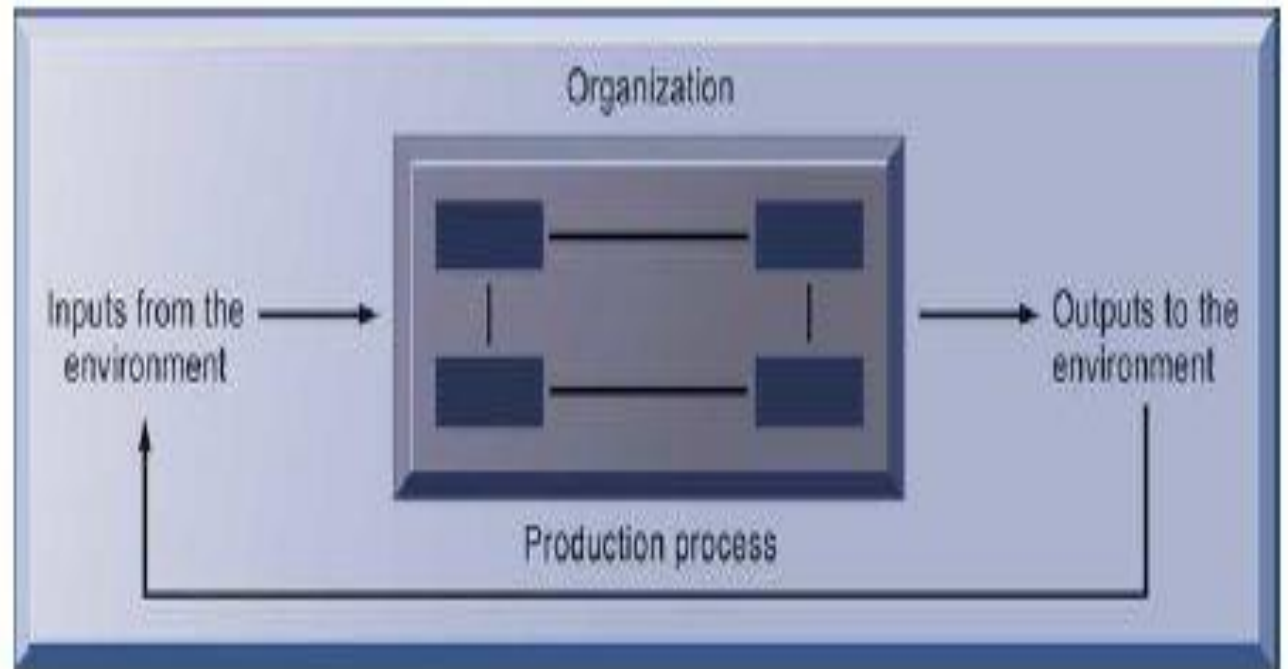 Organization
Inputs from the
environment
Outputs to the
environment
Production process